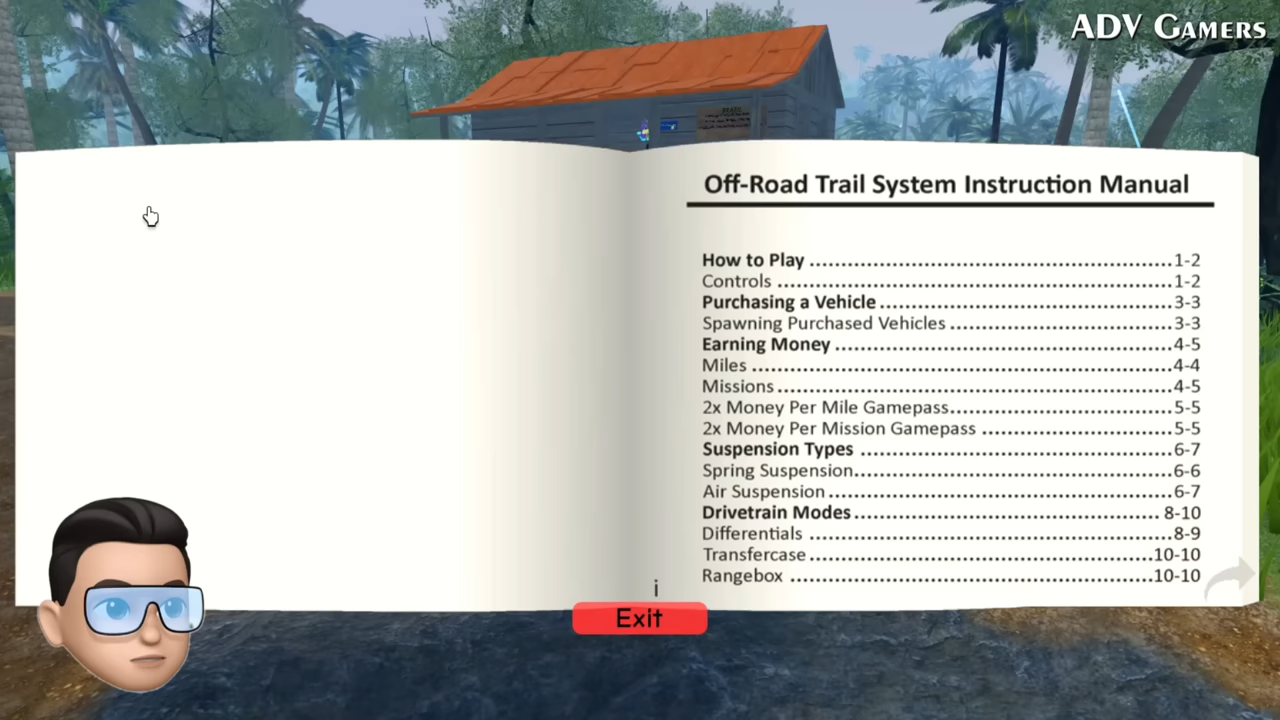 ADV GAMERS
Off-Road Trail System Instruction Manual
How to Play ............................................................ 1-2
Controls ................................................................. 1-2
Purchasing a Vehicle ................................................ 3-3
Spawning Purchased Vehicles ..................................... 3-3
Earning Money ........................................................ 4-5
Miles ...................................................................... 4-4
Missions ................................................................. 4-5
2x Money Per Mile Gamepass..................................... 5-5
2x Money Per Mission Gamepass ................................ 5-5
Suspension Types .................................................... 6-7
Spring Suspension.................................................... 6-6
Air Suspension ........................................................ 6-7
Drivetrain Modes ..................................................... 8-10
Differentials ............................................................ 8-9
Transfercase ........................................................... 10-10
Rangebox ............................................................... 10-10
i
Exit